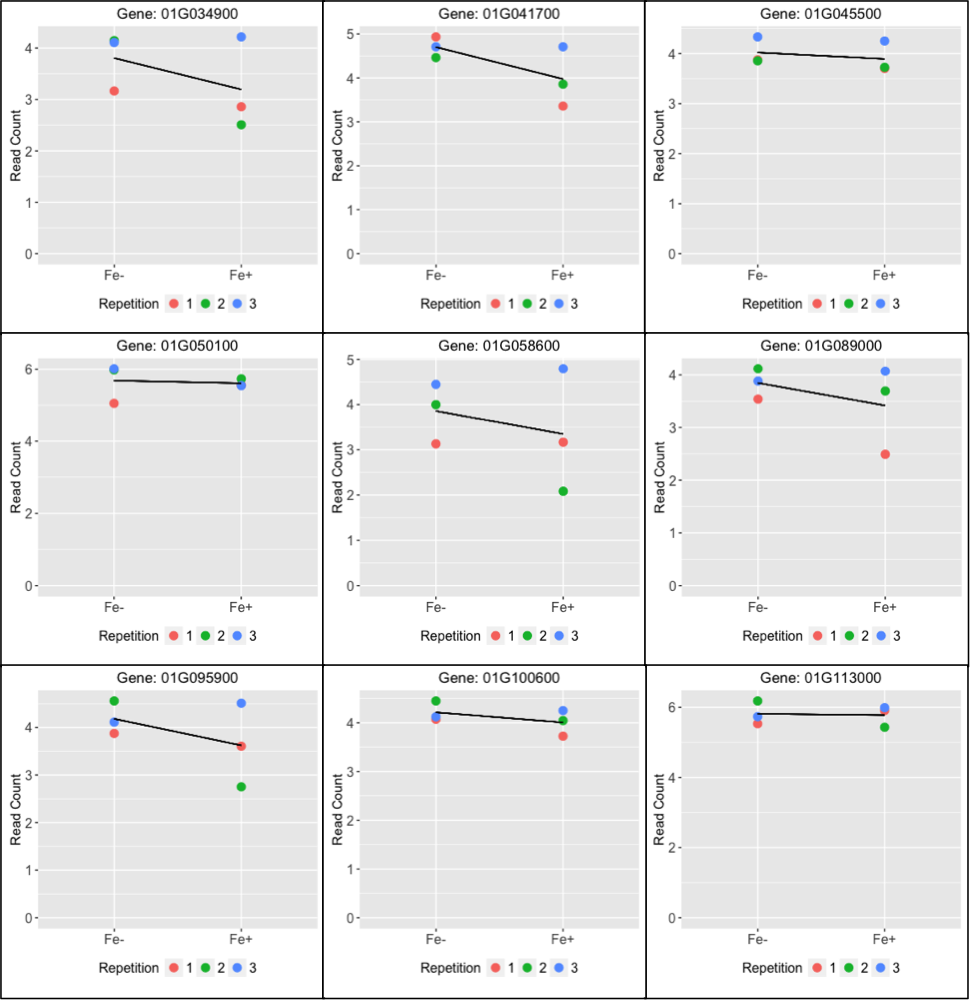 Gene: 01G034900
Read Count
4
3
2
1
0
Fe- Fe+
Repetition 1 2 3
Gene: 01G041700
Read Count
5
4
3
2
1
0
Fe- Fe+
Repetition 1 2 3
Gene: 01G045500
Read Count
4
3
2
1
0
Fe- Fe+
Repetition 1 2 3
Gene: 01G050100
Read Count
6
4
2
0
Fe- Fe+
Repetition 1 2 3
Gene: 01G058600
Read Count
5
4
3
2
1
0
Fe- Fe+
Repetition 1 2 3
Gene: 01G089000
Read Count
4
3
2
1
0
Fe- Fe+
Repetition 1 2 3
Gene: 01G095900
Read Count
4
3
2
1
0
Fe- Fe+
Repetition 1 2 3
Gene: 01G100600
Read Count
4
3
2
1
0
Fe- Fe+
Repetition 1 2 3
Gene: 01G113000
Read Count
6
4
2
0
Fe- Fe+
Repetition 1 2 3